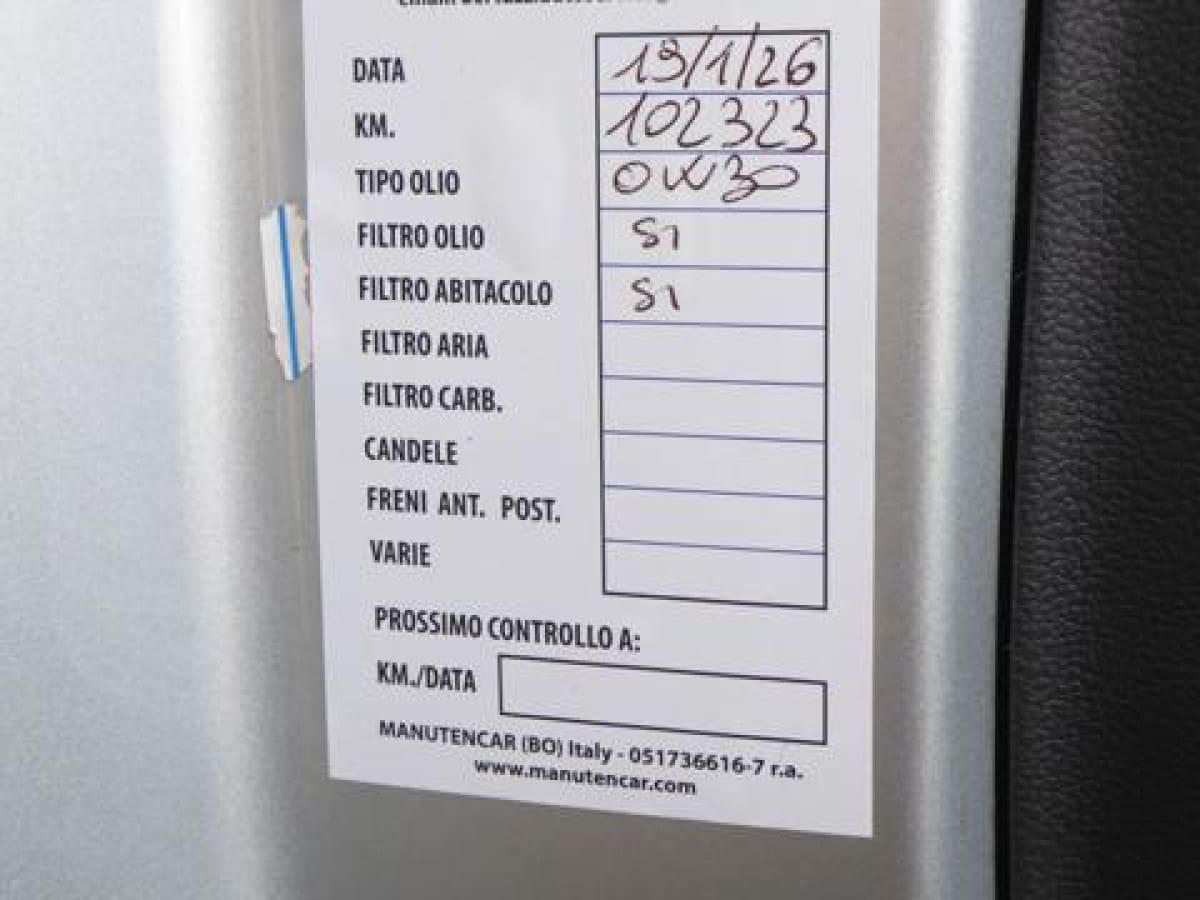 DATA 19/1/26
KM. 102323
TIPO OLIO 0W30
FILTRO OLIO SI
FILTRO ABITACOLO SI
FILTRO ARIA
FILTRO CARB.
CANDELE
FRENI ANT. POST.
VARIE
PROSSIMO CONTROLLO A:
KM./DATA
MANUTENCAR (BO) Italy - 051736616-7 r.a.
www.manutencar.com